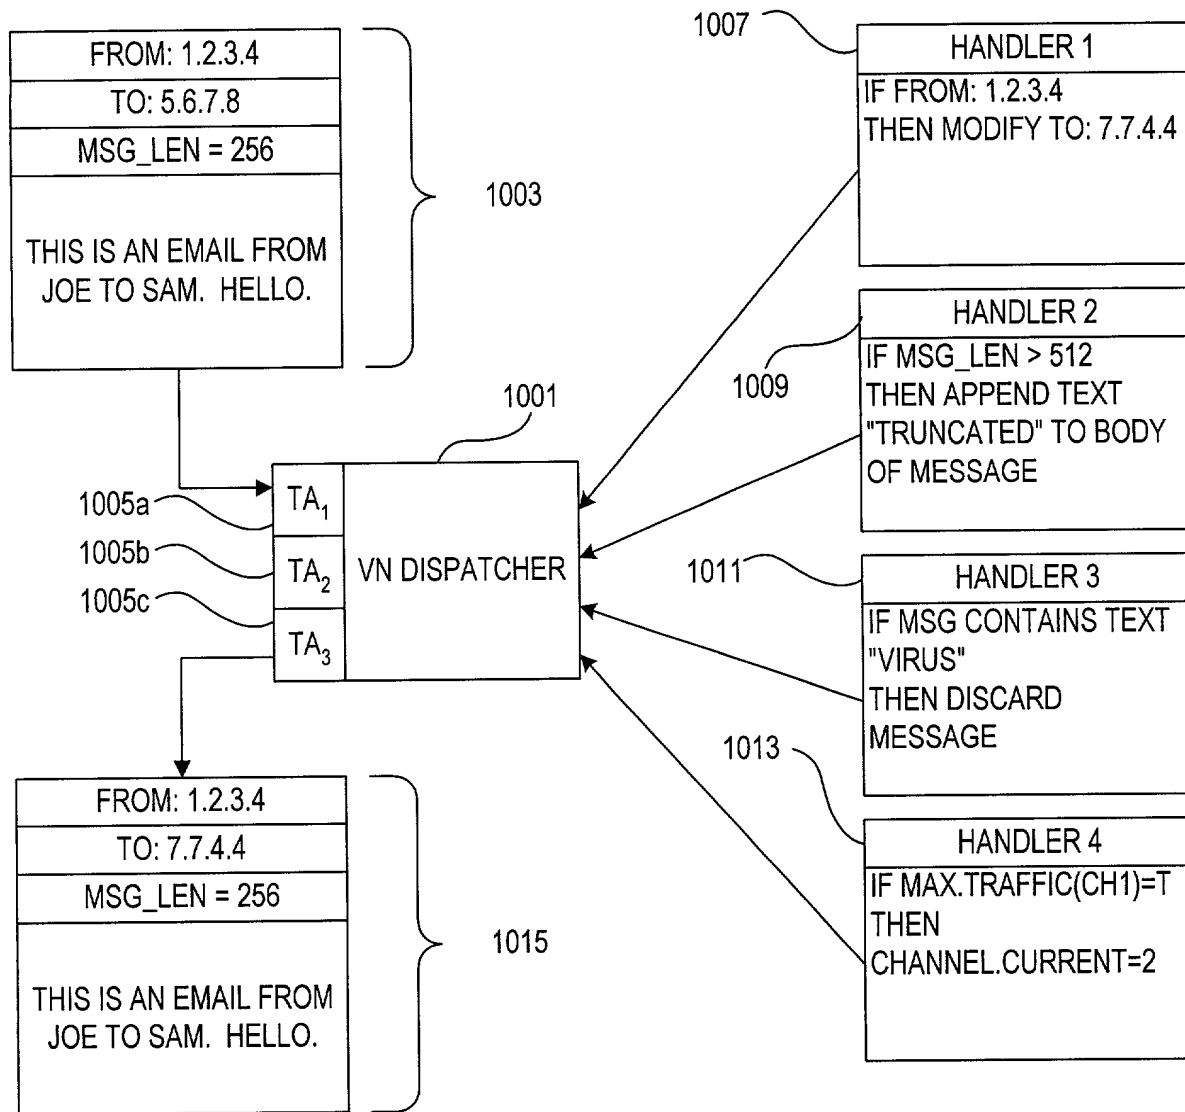 FROM: 1.2.3.4
TO: 5.6.7.8
MSG_LEN = 256
THIS IS AN EMAIL FROM
JOE TO SAM. HELLO.
1003
1007
HANDLER 1
IF FROM: 1.2.3.4
THEN MODIFY TO: 7.7.4.4
1009
HANDLER 2
IF MSG_LEN > 512
THEN APPEND TEXT
"TRUNCATED" TO BODY
OF MESSAGE
1001
1005a
1005b
1005c
TA1
TA2
TA3
VN DISPATCHER
1011
HANDLER 3
IF MSG CONTAINS TEXT
"VIRUS"
THEN DISCARD
MESSAGE
1013
HANDLER 4
IF MAX.TRAFFIC(CH1)=T
THEN
CHANNEL.CURRENT=2
FROM: 1.2.3.4
TO: 7.7.4.4
MSG_LEN = 256
THIS IS AN EMAIL FROM
JOE TO SAM. HELLO.
1015